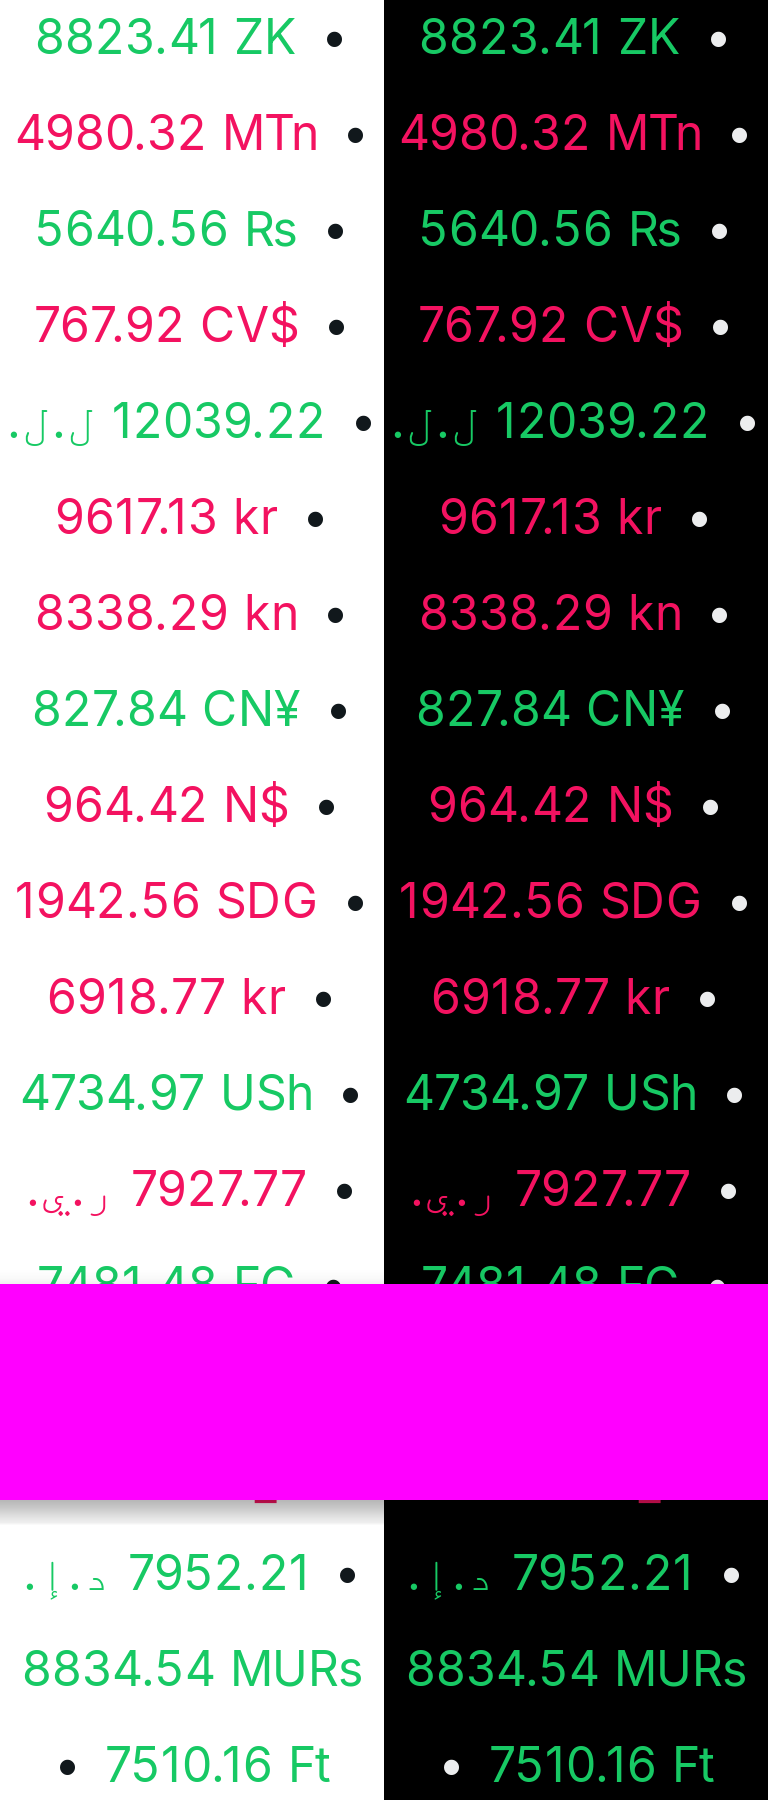 8823.41 ZK •
4980.32 MTn •
5640.56 Rs •
767.92 CV$ •
12039.22 ل.ل. •
9617.13 kr •
8338.29 kn •
827.84 CN¥ •
964.42 N$ •
1942.56 SDG •
6918.77 kr •
4734.97 USh •
7927.77 ر.ي. •
7952.21 د.إ. •
8834.54 MURs
• 7510.16 Ft
8823.41 ZK •
4980.32 MTn •
5640.56 Rs •
767.92 CV$ •
12039.22 ل.ل. •
9617.13 kr •
8338.29 kn •
827.84 CN¥ •
964.42 N$ •
1942.56 SDG •
6918.77 kr •
4734.97 USh •
7927.77 ر.ي. •
7952.21 د.إ. •
8834.54 MURs
• 7510.16 Ft